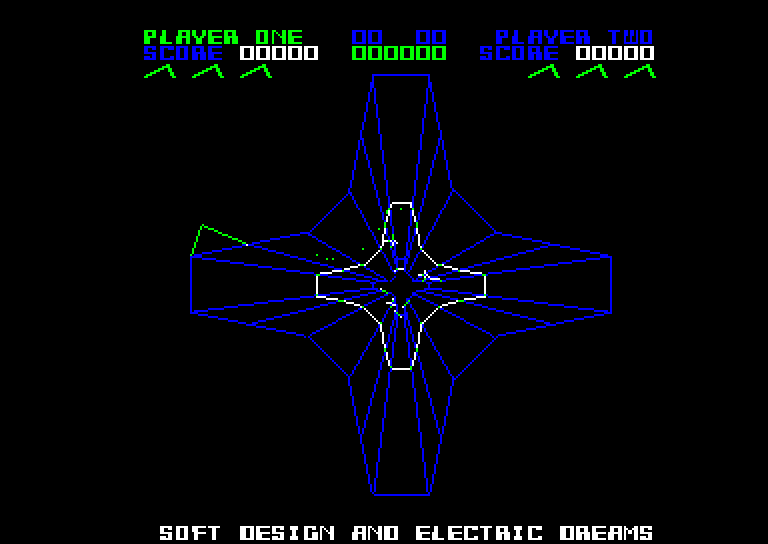 PLAYER ONE 00 00 PLAYER TWO
SCORE 00000 000000 SCORE 00000
SOFT DESIGN AND ELECTRIC DREAMS